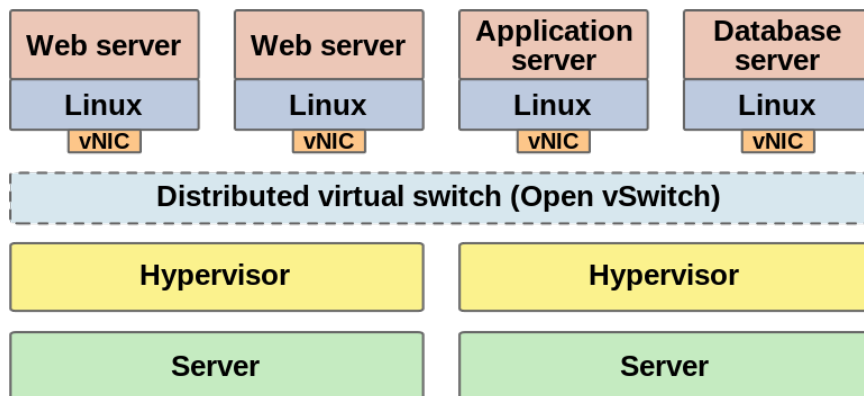 Web server
Web server
Application
server
Database
server
Linux
Linux
Linux
Linux
vNIC
vNIC
vNIC
vNIC
Distributed virtual switch (Open vSwitch)
Hypervisor
Hypervisor
Server
Server